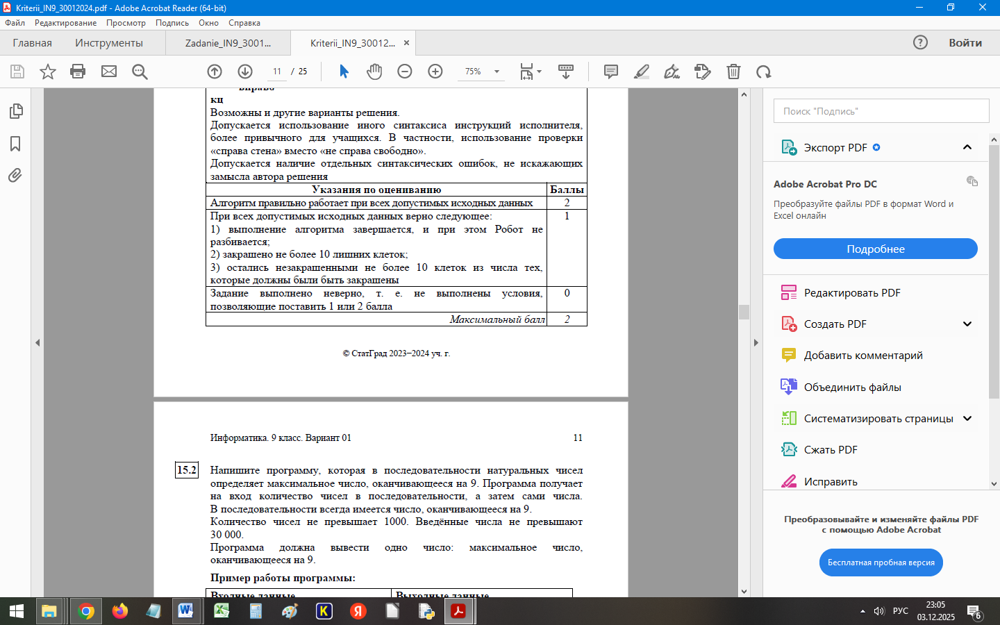 Kriterii_IN9_30012024.pdf - Adobe Acrobat Reader (64-bit)
Файл Редактирование Просмотр Подпись Окно Справка
Главная Инструменты Zadanie_IN9_3001... Kriterii_IN9_30012... × Войти
11 / 25 75%
Поиск "Подпись"
Экспорт PDF
Adobe Acrobat Pro DC
Преобразуйте файлы PDF в формат Word и
Excel онлайн
Подробнее
Редактировать PDF
Создать PDF
Добавить комментарий
Объединить файлы
Систематизировать страницы
Сжать PDF
Исправить
Преобразовывайте и изменяйте файлы PDF
с помощью Adobe Acrobat
Бесплатная пробная версия
вправо
кц
Возможны и другие варианты решения.
Допускается использование иного синтаксиса инструкций исполнителя,
более привычного для учащихся. В частности, использование проверки
«справа стена» вместо «не справа свободно».
Допускается наличие отдельных синтаксических ошибок, не искажающих
замысла автора решения
Указания по оцениванию Баллы
Алгоритм правильно работает при всех допустимых исходных данных 2
При всех допустимых исходных данных верно следующее: 1
1) выполнение алгоритма завершается, и при этом Робот не
разбивается;
2) закрашено не более 10 лишних клеток;
3) остались незакрашенными не более 10 клеток из числа тех,
которые должны были быть закрашены
Задание выполнено неверно, т. е. не выполнены условия, 0
позволяющие поставить 1 или 2 балла
Максимальный балл 2
© СтатГрад 2023–2024 уч. г.
Информатика. 9 класс. Вариант 01 11
15.2 Напишите программу, которая в последовательности натуральных чисел
определяет максимальное число, оканчивающееся на 9. Программа получает
на вход количество чисел в последовательности, а затем сами числа.
В последовательности всегда имеется число, оканчивающееся на 9.
Количество чисел не превышает 1000. Введённые числа не превышают
30 000.
Программа должна вывести одно число: максимальное число,
оканчивающееся на 9.
Пример работы программы:
Входные данные Выходные данные
РУС 23:05
03.12.2025
6